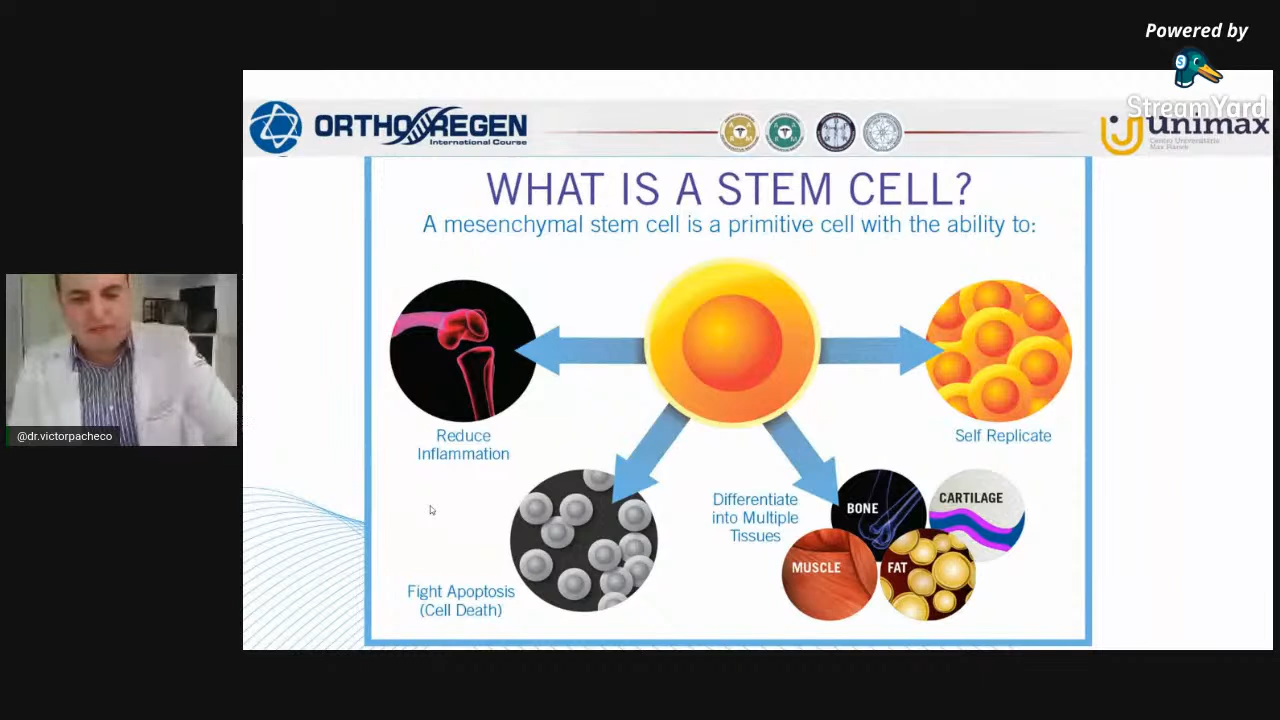 Powered by
StreamYard
ORTHOREGEN
International Course
unimax
Centro Universitário
Max Planck
WHAT IS A STEM CELL?
A mesenchymal stem cell is a primitive cell with the ability to:
Reduce
Inflammation
Self Replicate
Differentiate
into Multiple
Tissues
BONE
CARTILAGE
MUSCLE
FAT
Fight Apoptosis
(Cell Death)
@dr.victorpacheco